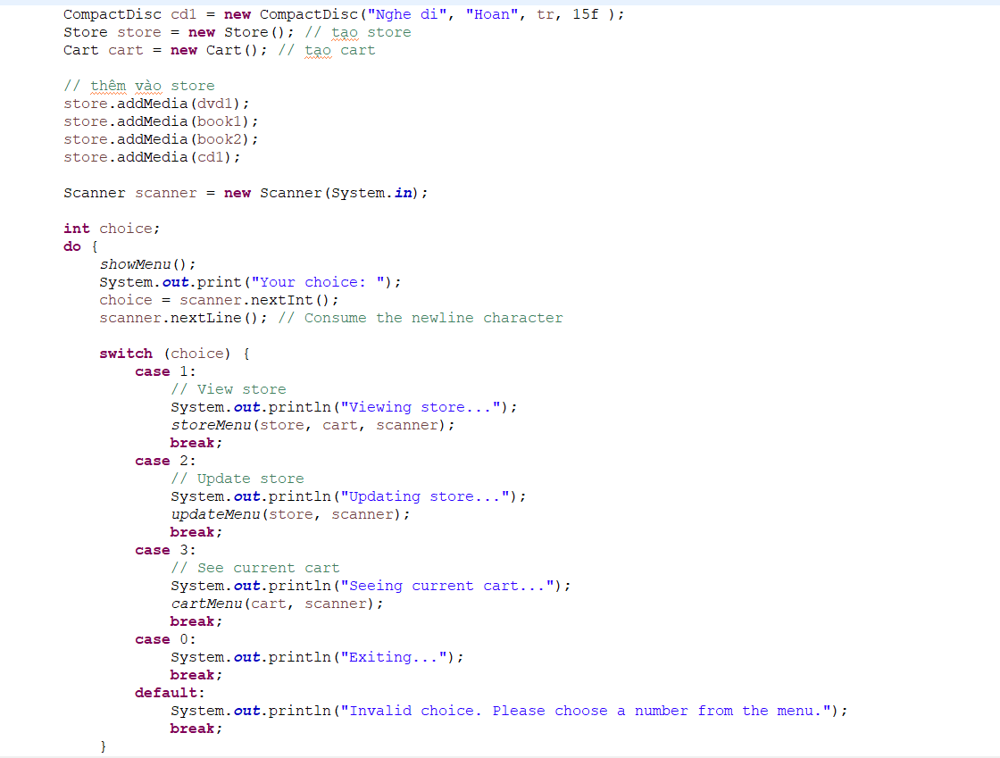 CompactDisc cd1 = new CompactDisc("Nghe di", "Hoan", tr, 15f );
Store store = new Store(); // tạo store
Cart cart = new Cart(); // tạo cart
// thêm vào store
store.addMedia(dvd1);
store.addMedia(book1);
store.addMedia(book2);
store.addMedia(cd1);
Scanner scanner = new Scanner(System.in);
int choice;
do {
showMenu();
System.out.print("Your choice: ");
choice = scanner.nextInt();
scanner.nextLine(); // Consume the newline character
switch (choice) {
case 1:
// View store
System.out.println("Viewing store...");
storeMenu(store, cart, scanner);
break;
case 2:
// Update store
System.out.println("Updating store...");
updateMenu(store, scanner);
break;
case 3:
// See current cart
System.out.println("Seeing current cart...");
cartMenu(cart, scanner);
break;
case 0:
System.out.println("Exiting...");
break;
default:
System.out.println("Invalid choice. Please choose a number from the menu.");
break;
}